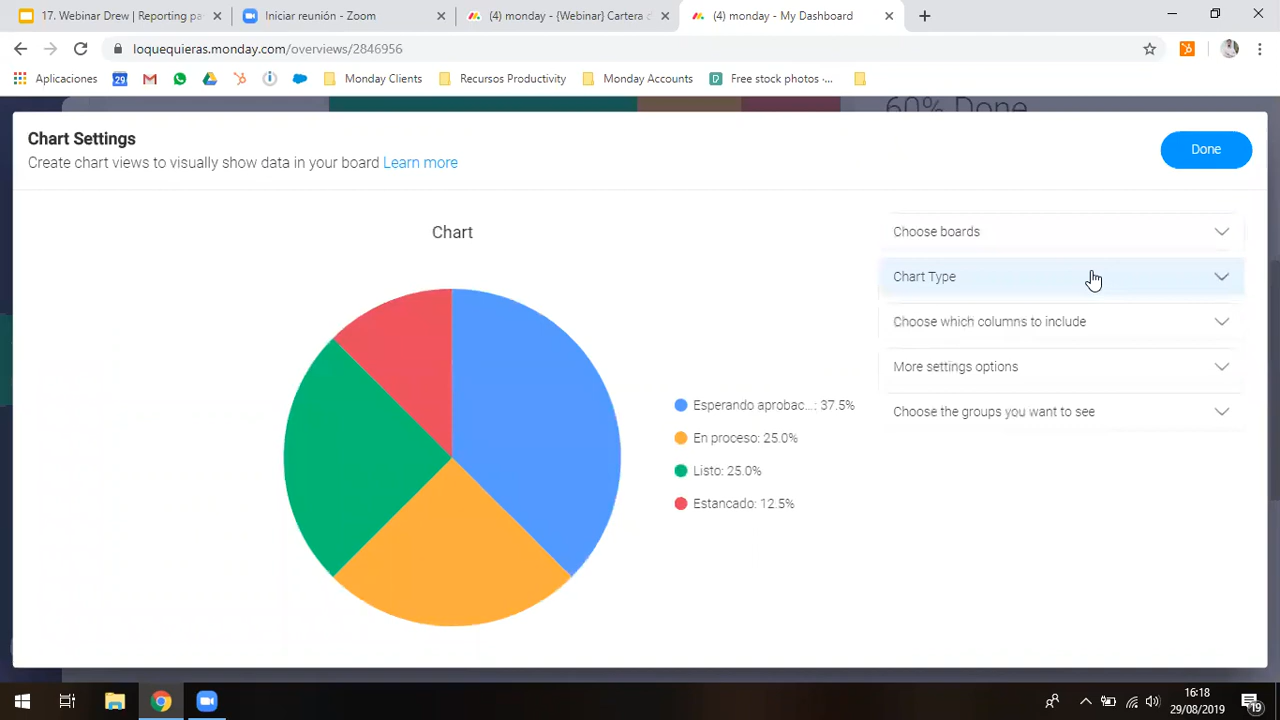 17. Webinar Drew | Reporting pa
Iniciar reunión - Zoom
(4) monday - {Webinar} Cartera c
(4) monday - My Dashboard
loquequieras.monday.com/overviews/2846956
Aplicaciones
29
Monday Clients
Recursos Productivity
Monday Accounts
Free stock photos -...
60% Done
Chart Settings
Create chart views to visually show data in your board Learn more
Done
Chart
Choose boards
Chart Type
Choose which columns to include
More settings options
Choose the groups you want to see
Esperando aprobac...: 37.5%
En proceso: 25.0%
Listo: 25.0%
Estancado: 12.5%
16:18
29/08/2019
19